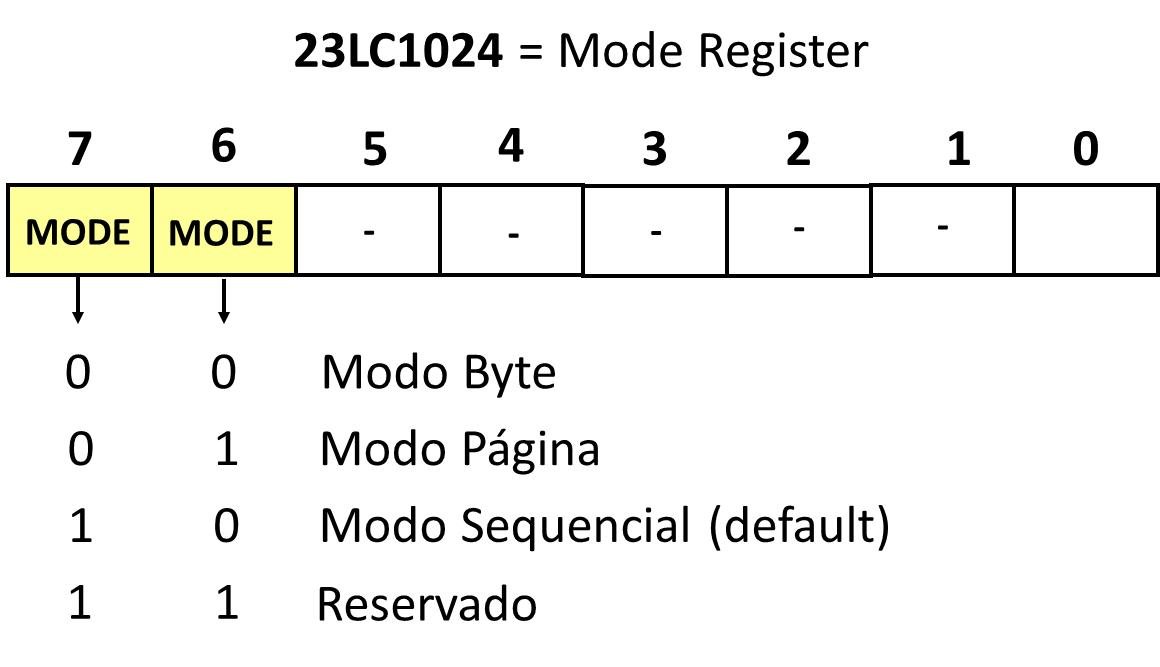 23LC1024 = Mode Register
7 6 5 4 3 2 1 0
MODE MODE - - - - -
0 0 Modo Byte
0 1 Modo Página
1 0 Modo Sequencial (default)
1 1 Reservado